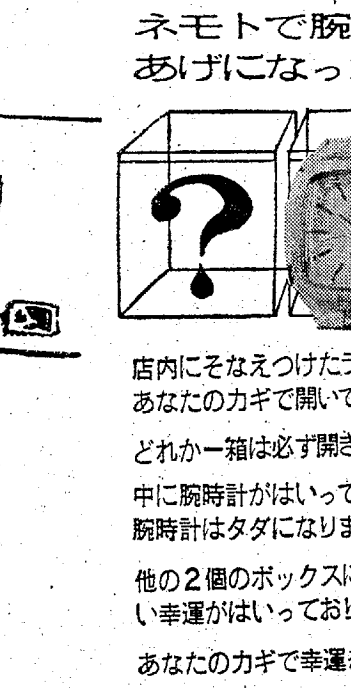 ネモトで腕
あげになっ
?
店内にそなえつけた
あなたのカギで開いて
どれか一箱は必ず開き
中に腕時計がはいって
腕時計はタダになりま
他の2個のボックスに
い幸運がはいっており
あなたのカギで幸運